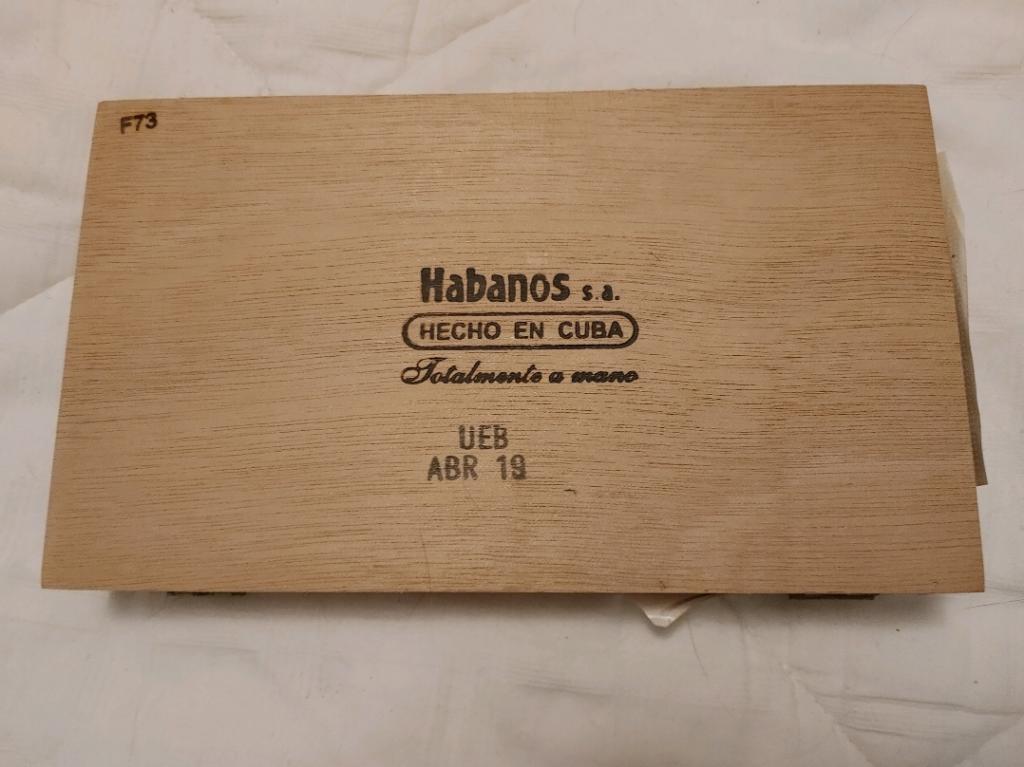 F73
Habanos s.a.
HECHO EN CUBA
Totalmente a mano
UEB
ABR 19